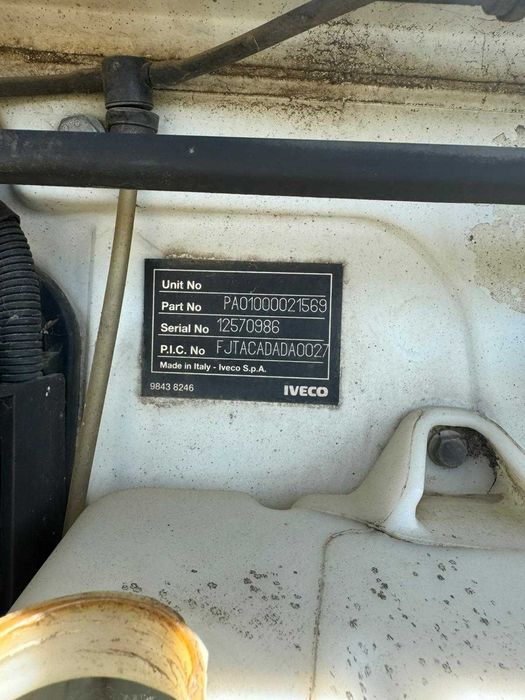 Unit No
Part No PA01000021569
Serial No 12570986
P.I.C. No FJTACADADA0027
Made in Italy - Iveco S.p.A.
9843 8246 IVECO